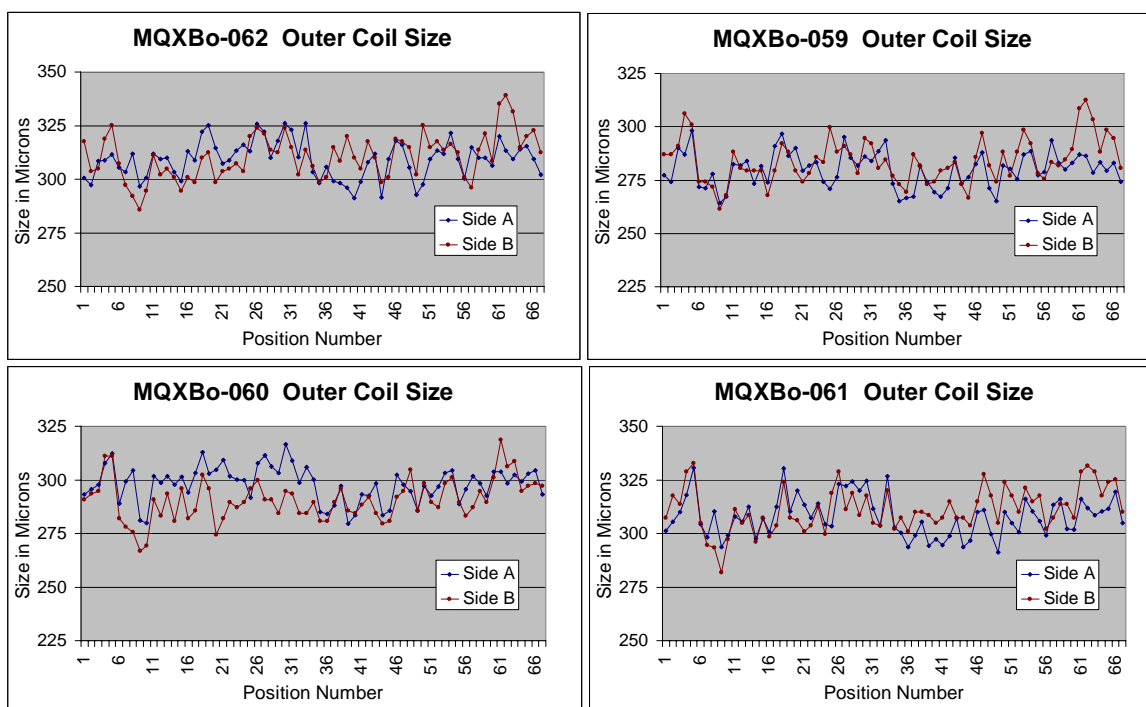 MQXBo-062  Outer Coil Size
Size in Microns
350
325
300
275
250
Side A
Side B
1 6 11 16 21 26 31 36 41 46 51 56 61 66
Position Number
MQXBo-059  Outer Coil Size
Size in Microns
325
300
275
250
225
Side A
Side B
1 6 11 16 21 26 31 36 41 46 51 56 61 66
Position Number
MQXBo-060  Outer Coil Size
Size in Microns
325
300
275
250
225
Side A
Side B
1 6 11 16 21 26 31 36 41 46 51 56 61 66
Position Number
MQXBo-061  Outer Coil Size
Size in Microns
350
325
300
275
250
Side A
Side B
1 6 11 16 21 26 31 36 41 46 51 56 61 66
Position Number